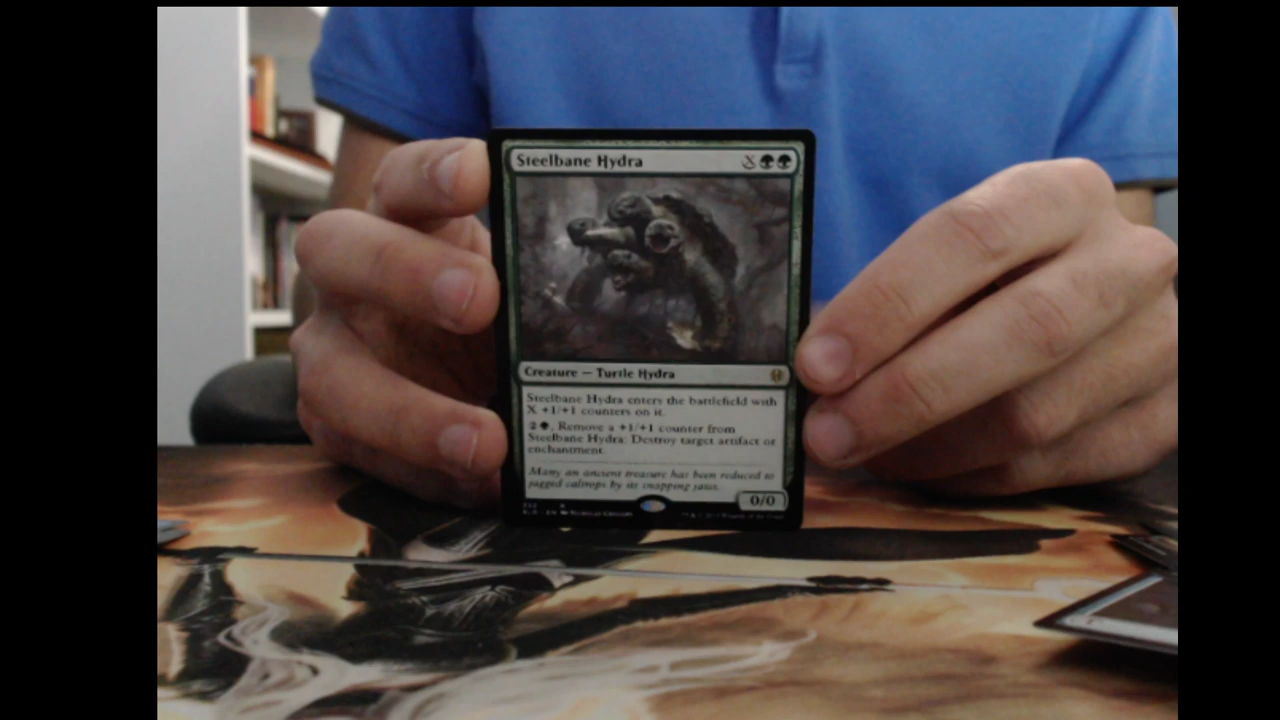 Steelbane Hydra X
Creature — Turtle Hydra
Steelbane Hydra enters the battlefield with
X +1/+1 counters on it.
2, Remove a +1/+1 counter from
Steelbane Hydra: Destroy target artifact or
enchantment.
Many an ancient treasure has been reduced to
jagged caltrops by its snapping jaws.
0/0